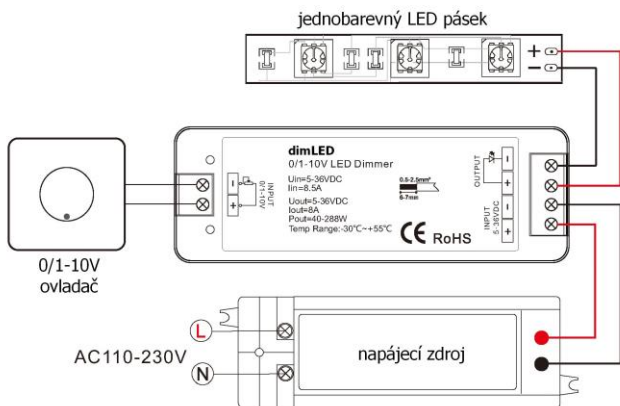 jednobarevný LED pásek
+
−
dimLED
0/1-10V LED Dimmer
Uin=5-36VDC
Iin=8.5A
Uout=5-36VDC
Iout=8A
Pout=40-288W
Temp Range:-30℃~+55℃
INPUT
0/1-10V
−
+
0.5-2.5mm²
6-7mm
CE RoHS
OUTPUT
−
+
INPUT
5-36VDC
−
+
0/1-10V
ovladač
AC110-230V
L
N
napájecí zdroj